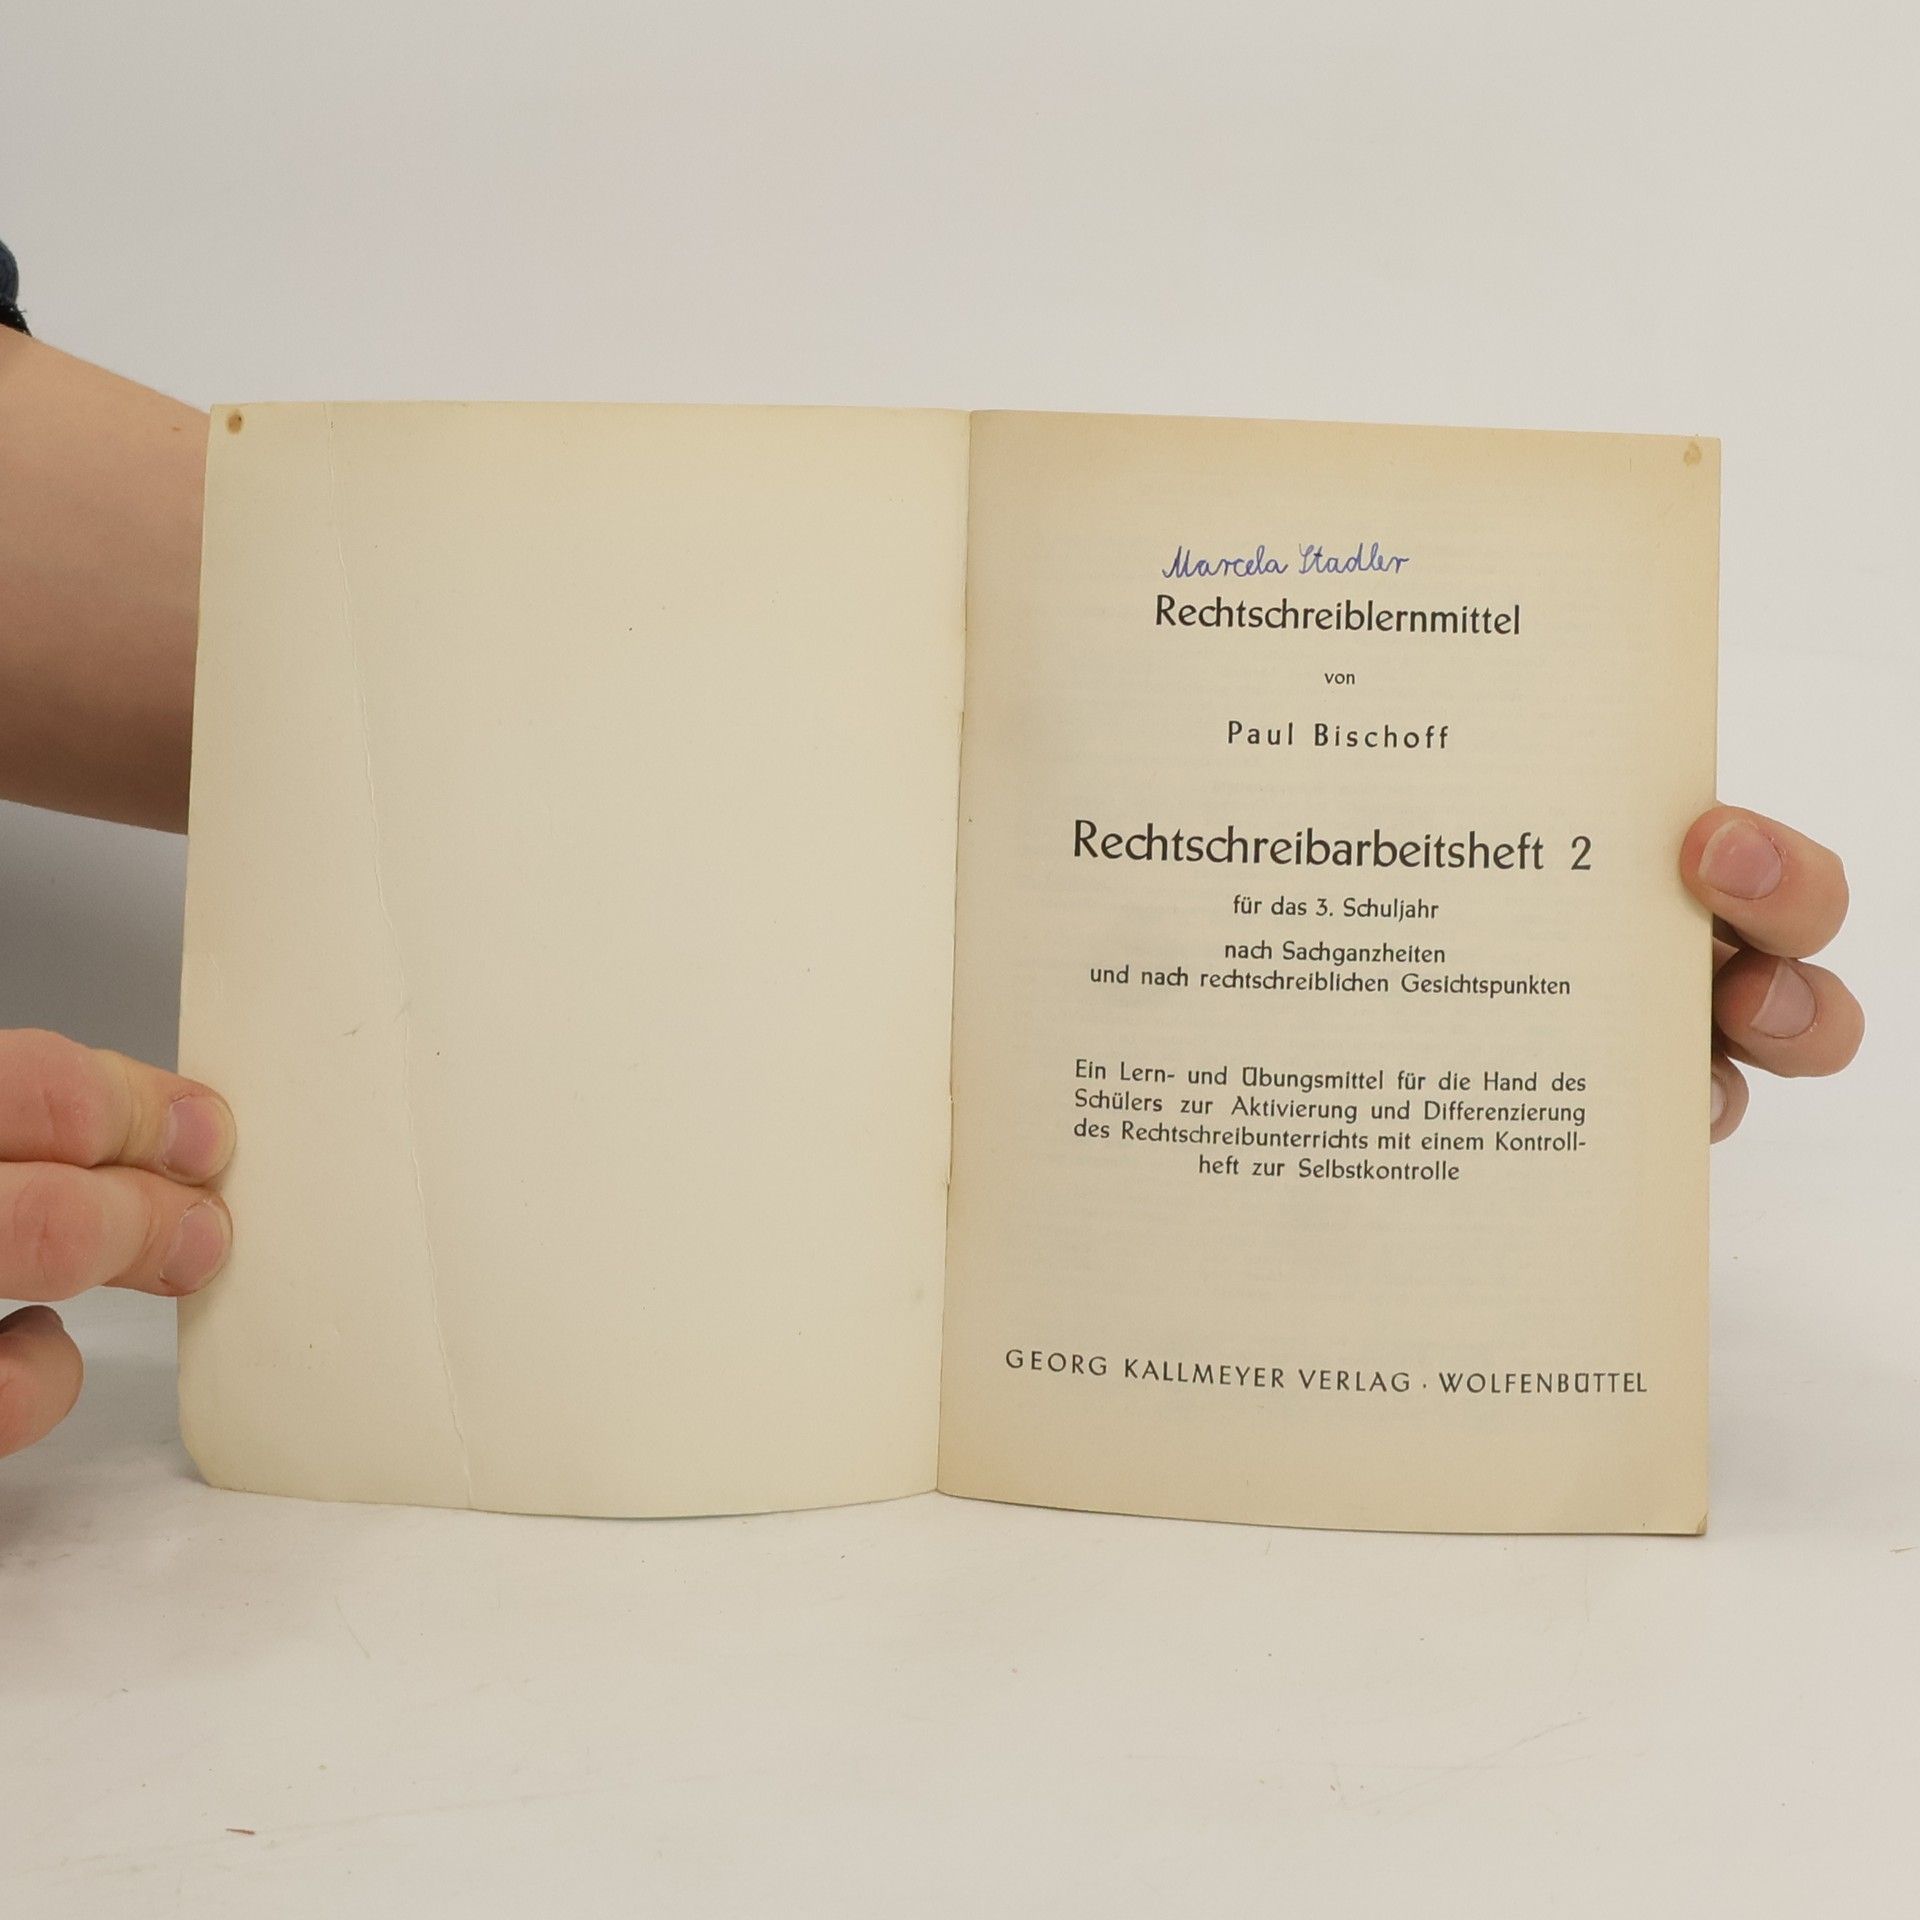 Marcela Stadler
Rechtschreiblernmittel
von
Paul Bischoff
Rechtschreibarbeitsheft 2
für das 3. Schuljahr
nach Sachganzheiten
und nach rechtschreiblichen Gesichtspunkten
Ein Lern- und Übungsmittel für die Hand des
Schülers zur Aktivierung und Differenzierung
des Rechtschreibunterrichts mit einem Kontroll-
heft zur Selbstkontrolle
GEORG KALLMEYER VERLAG · WOLFENBÜTTEL